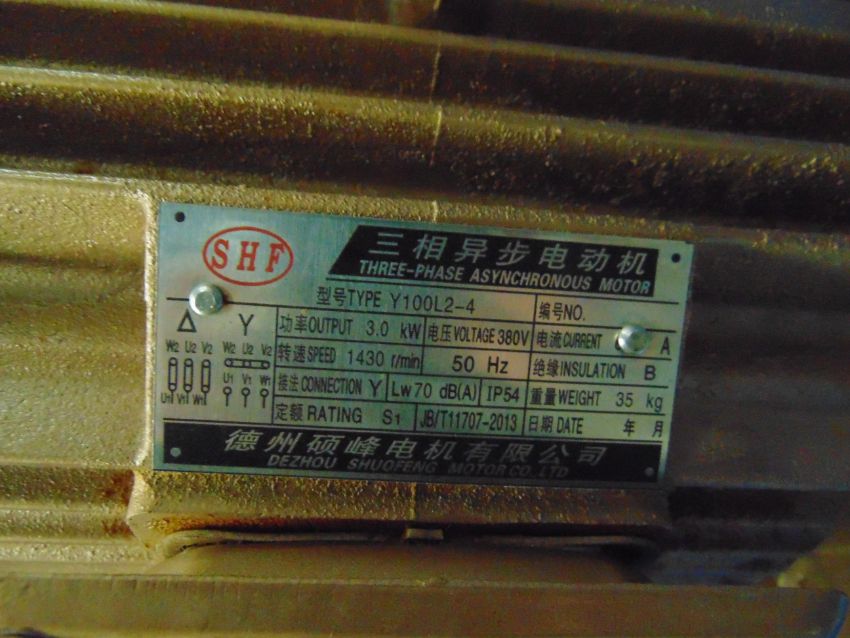 SHF
三相异步电动机
THREE-PHASE ASYNCHRONOUS MOTOR
型号TYPE Y100L2-4 编号NO.
功率OUTPUT 3.0 kW 电压VOLTAGE 380V 电流CURRENT A
转速SPEED 1430 r/min 50 Hz 绝缘INSULATION B
接法CONNECTION Y Lw70 dB(A) IP54 重量WEIGHT 35 kg
定额RATING S1 JB/T11707-2013 日期DATE 年 月
Δ Y
W2 U2 V2 W2 U2 V2
U1 V1 W1
U1 V1 W1
德州硕峰电机有限公司
DEZHOU SHUOFENG MOTOR CO.,LTD